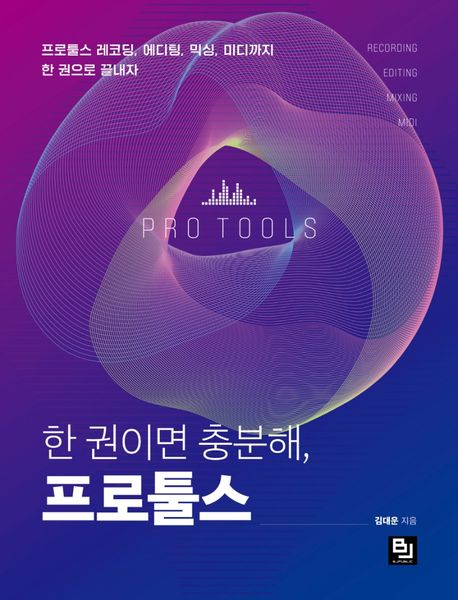 프로툴스 레코딩, 에디팅, 믹싱, 미디까지
한 권으로 끝내자
RECORDING
EDITING
MIXING
MIDI
PRO TOOLS
한 권이면 충분해,
프로툴스
김대운 지음
BJ
BJPUBLIC